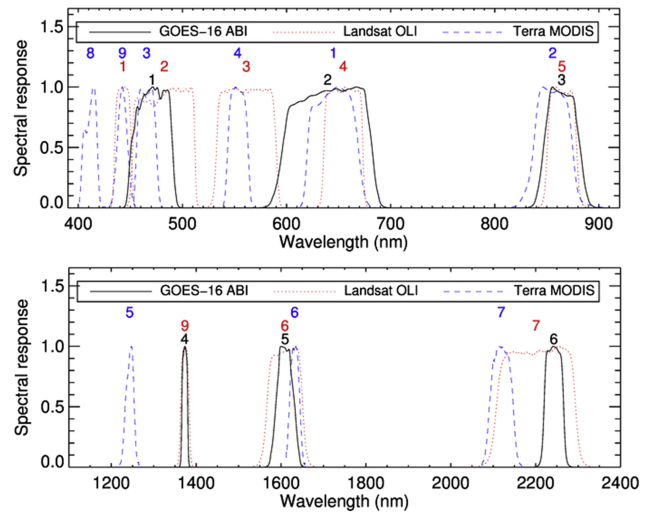 GOES-16 ABI Landsat OLI Terra MODIS
8 9 3 4 1 2
1 2 3 4 5
1 2 3
1.5
1.0
0.5
0.0
Spectral response
400 500 600 700 800 900
Wavelength (nm)
GOES-16 ABI Landsat OLI Terra MODIS
5 6 7
9 6 7
4 5 6
1.5
1.0
0.5
0.0
Spectral response
1200 1400 1600 1800 2000 2200 2400
Wavelength (nm)